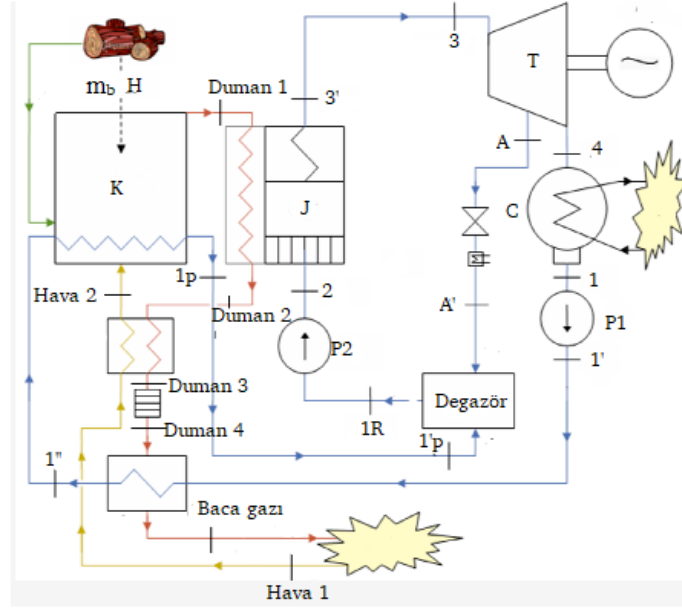 3
T
m_b H
Duman 1
3'
A
4
K
J
C
1p
Hava 2
2
1
Duman 2
A'
P1
P2
1'
Duman 3
Degazör
Duman 4
1R
1'p
1"
Baca gazı
Hava 1